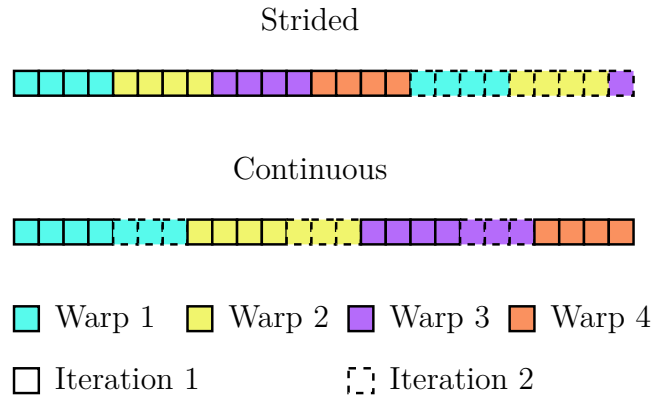 Strided
Continuous
Warp 1 Warp 2 Warp 3 Warp 4
Iteration 1 Iteration 2